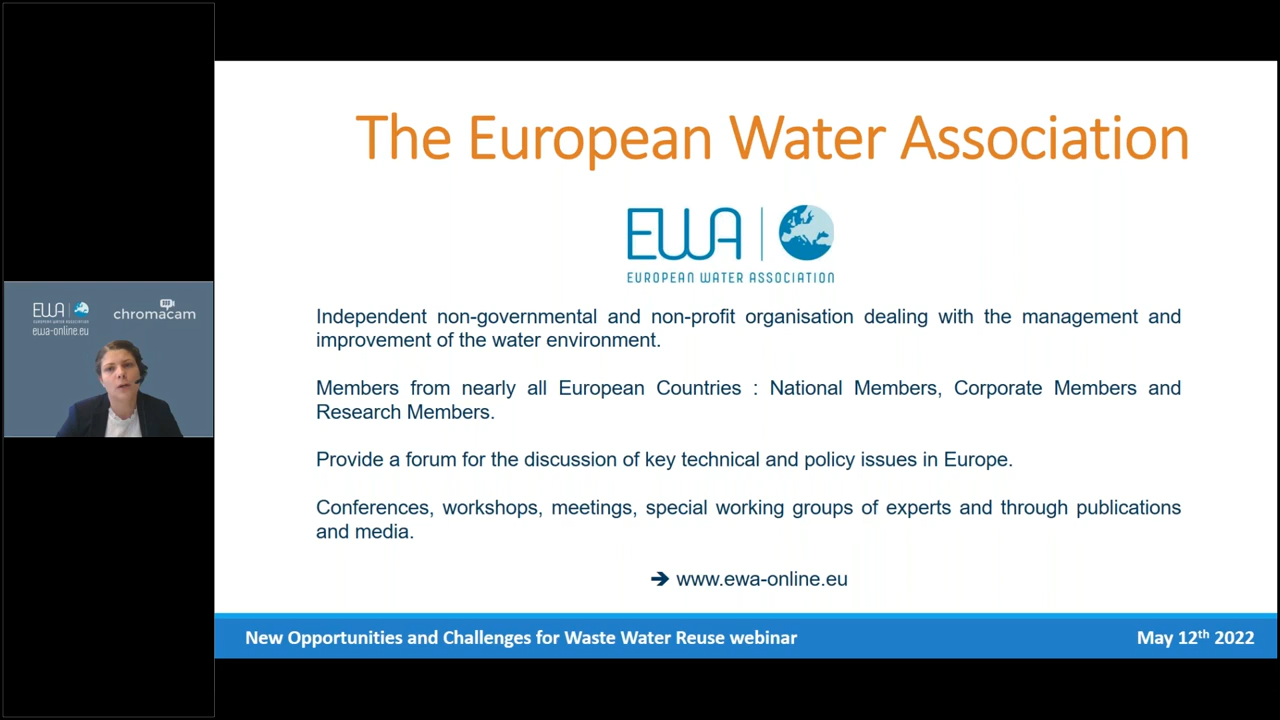 The European Water Association
EWA
EUROPEAN WATER ASSOCIATION
Independent non-governmental and non-profit organisation dealing with the management and
improvement of the water environment.
Members from nearly all European Countries : National Members, Corporate Members and
Research Members.
Provide a forum for the discussion of key technical and policy issues in Europe.
Conferences, workshops, meetings, special working groups of experts and through publications
and media.
➔ www.ewa-online.eu
New Opportunities and Challenges for Waste Water Reuse webinar
May 12th 2022
EWA
EUROPEAN WATER ASSOCIATION
ewa-online.eu
chromacam